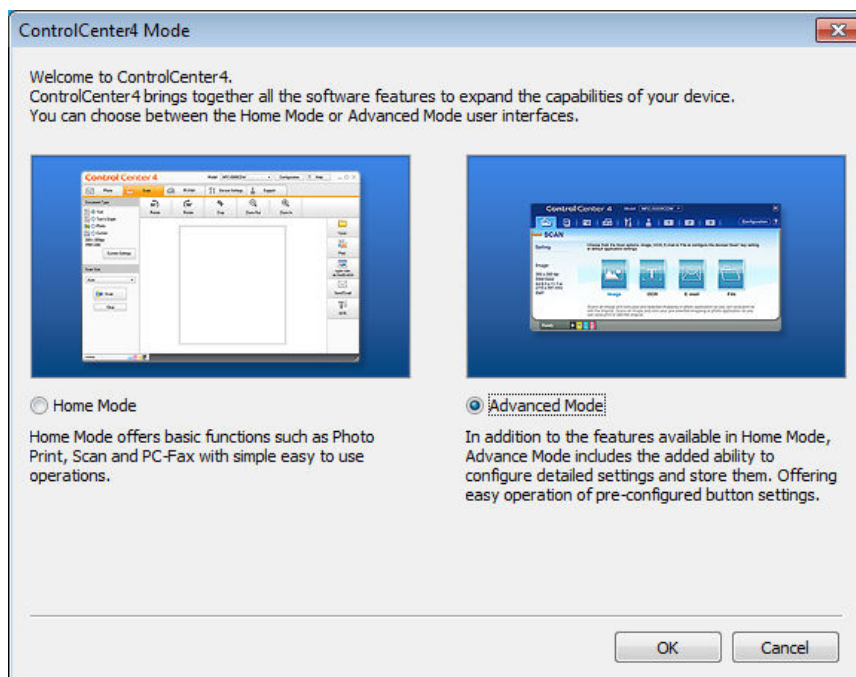 ControlCenter4 Mode
Welcome to ControlCenter4.
ControlCenter4 brings together all the software features to expand the capabilities of your device.
You can choose between the Home Mode or Advanced Mode user interfaces.
Control Center 4
Control Center 4
SCAN
Image
OCR
E-mail
File
Home Mode
Home Mode offers basic functions such as Photo
Print, Scan and PC-Fax with simple easy to use
operations.
Advanced Mode
In addition to the features available in Home Mode,
Advance Mode includes the added ability to
configure detailed settings and store them. Offering
easy operation of pre-configured button settings.
OK
Cancel